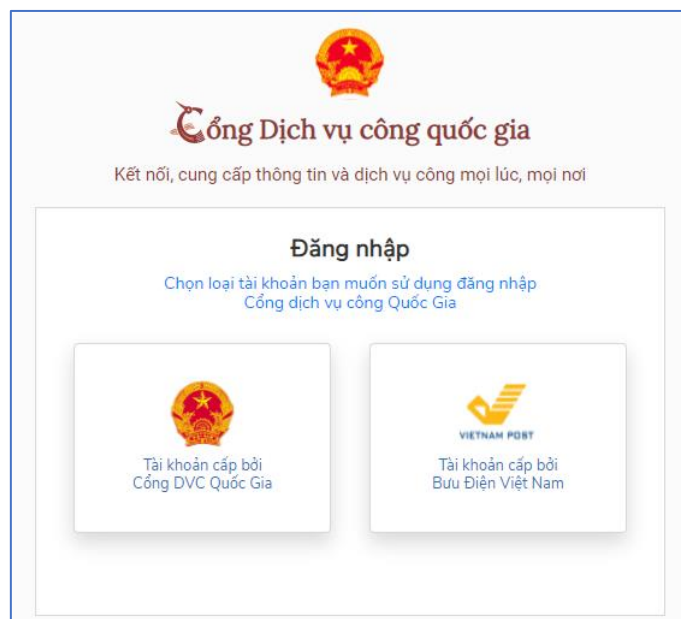 Cổng Dịch vụ công quốc gia
Kết nối, cung cấp thông tin và dịch vụ công mọi lúc, mọi nơi
Đăng nhập
Chọn loại tài khoản bạn muốn sử dụng đăng nhập
Cổng dịch vụ công Quốc Gia
Tài khoản cấp bởi
Cổng DVC Quốc Gia
VIETNAM POST
Tài khoản cấp bởi
Bưu Điện Việt Nam